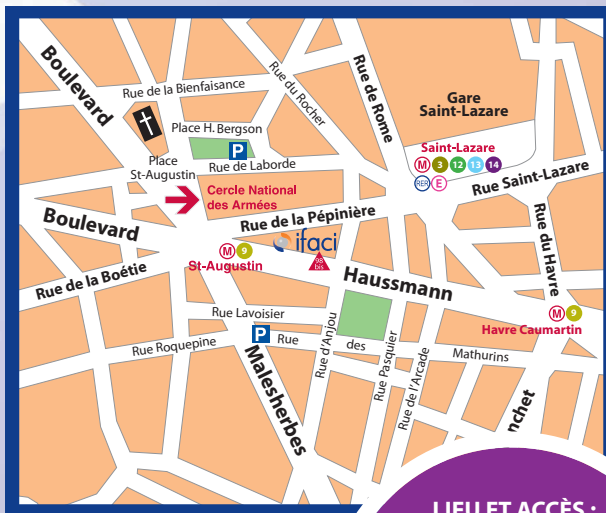 Boulevard
Rue de la Bienfaisance
Rue du Rocher
Rue de Rome
Gare
Saint-Lazare
Place H. Bergson
P
Saint-Lazare
M 3 12 13 14
RER E
Place
St-Augustin
Rue de Laborde
Cercle National
des Armées
Rue Saint-Lazare
Boulevard
Rue de la Pépinière
Rue du Havre
ifaci
98
bis
M 9
St-Augustin
Rue de la Boétie
Haussmann
M 9
Havre Caumartin
Rue Lavoisier
P
Rue des Mathurins
Rue Roquepine
Malesherbes
Rue d'Anjou
Rue Pasquier
Rue de l'Arcade
nchet
LIEU ET ACCÈS :